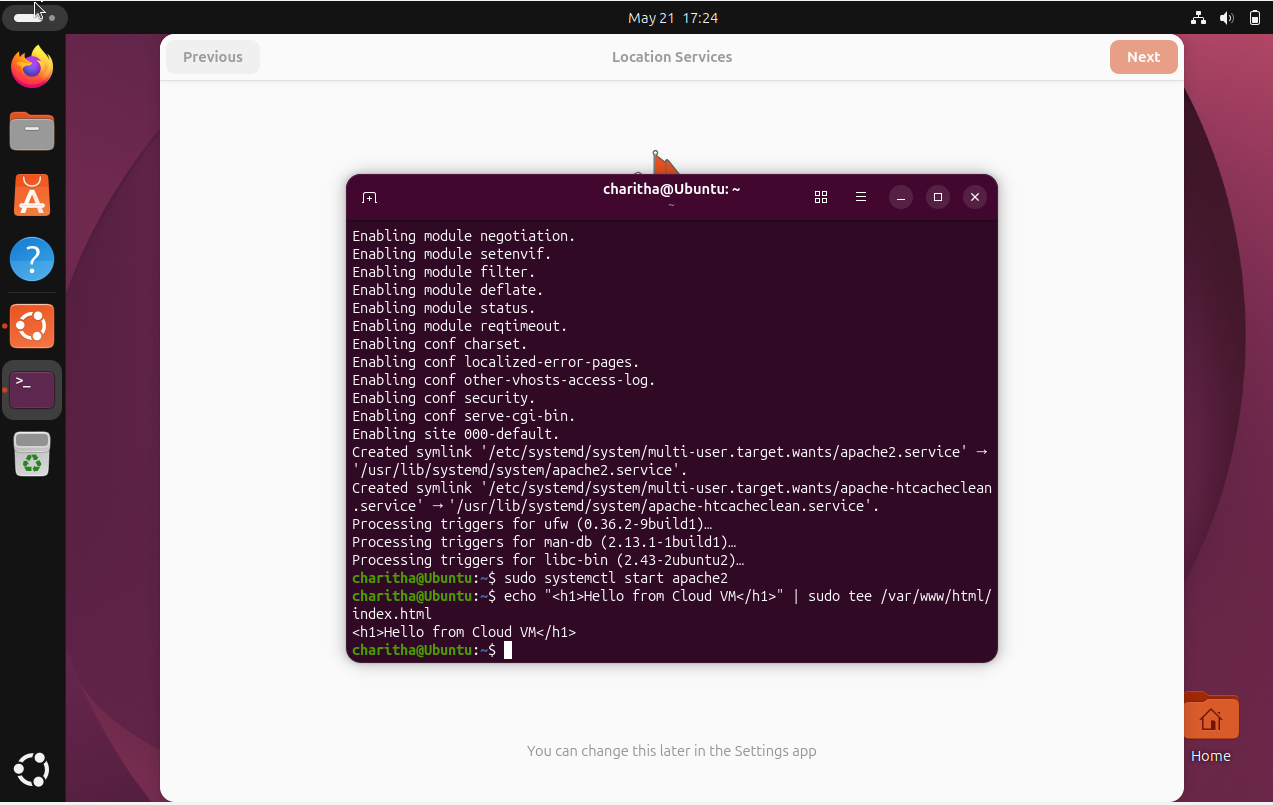 May 21 17:24
Previous
Location Services
Next
charitha@Ubuntu: ~
~
Enabling module negotiation.
Enabling module setenvif.
Enabling module filter.
Enabling module deflate.
Enabling module status.
Enabling module reqtimeout.
Enabling conf charset.
Enabling conf localized-error-pages.
Enabling conf other-vhosts-access-log.
Enabling conf security.
Enabling conf serve-cgi-bin.
Enabling site 000-default.
Created symlink '/etc/systemd/system/multi-user.target.wants/apache2.service' →
'/usr/lib/systemd/system/apache2.service'.
Created symlink '/etc/systemd/system/multi-user.target.wants/apache-htcacheclean
.service' → '/usr/lib/systemd/system/apache-htcacheclean.service'.
Processing triggers for ufw (0.36.2-9build1)…
Processing triggers for man-db (2.13.1-1build1)…
Processing triggers for libc-bin (2.43-2ubuntu2)…
charitha@Ubuntu:~$ sudo systemctl start apache2
charitha@Ubuntu:~$ echo "<h1>Hello from Cloud VM</h1>" | sudo tee /var/www/html/
index.html
<h1>Hello from Cloud VM</h1>
charitha@Ubuntu:~$
You can change this later in the Settings app
Home